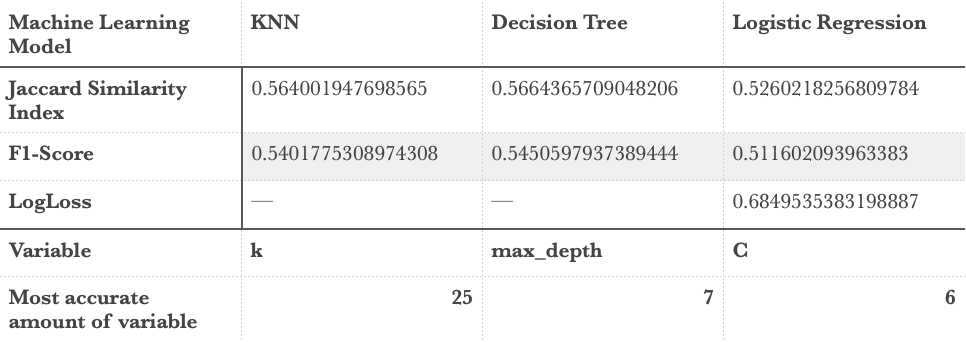 Machine Learning Model KNN Decision Tree Logistic Regression
Jaccard Similarity Index 0.564001947698565 0.5664365709048206 0.5260218256809784
F1-Score 0.5401775308974308 0.5450597937389444 0.511602093963383
LogLoss — — 0.6849535383198887
Variable k max_depth C
Most accurate amount of variable 25 7 6